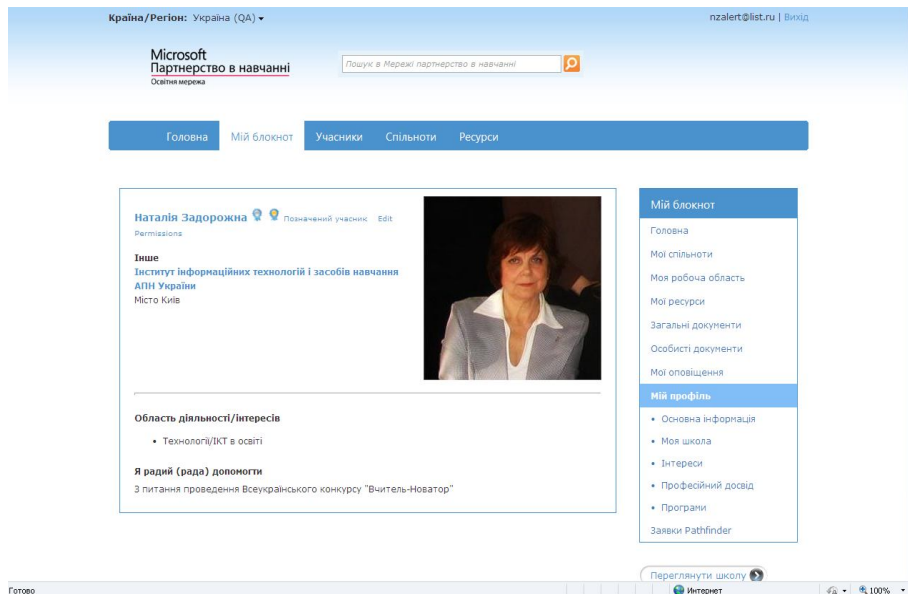 Країна/Регіон: Україна (QA)
nzalert@list.ru | Вихід
Microsoft
Партнерство в навчанні
Освітня мережа
Пошук в Мережі партнерство в навчанні
Головна Мій блокнот Учасники Спільноти Ресурси
Наталія Задорожна Позначений учасник Edit
Permissions
Інше
Інститут інформаційних технологій і засобів навчання
АПН України
Місто Київ
Область діяльності/інтересів
• Технології/ІКТ в освіті
Я радий (рада) допомогти
З питання проведення Всеукраїнського конкурсу "Вчитель-Новатор"
Мій блокнот
Головна
Мої спільноти
Моя робоча область
Мої ресурси
Загальні документи
Особисті документи
Мої оповіщення
Мій профіль
• Основна інформація
• Моя школа
• Інтереси
• Професійний досвід
• Програми
Заявки Pathfinder
Переглянути школу
Готово
Интернет
100%